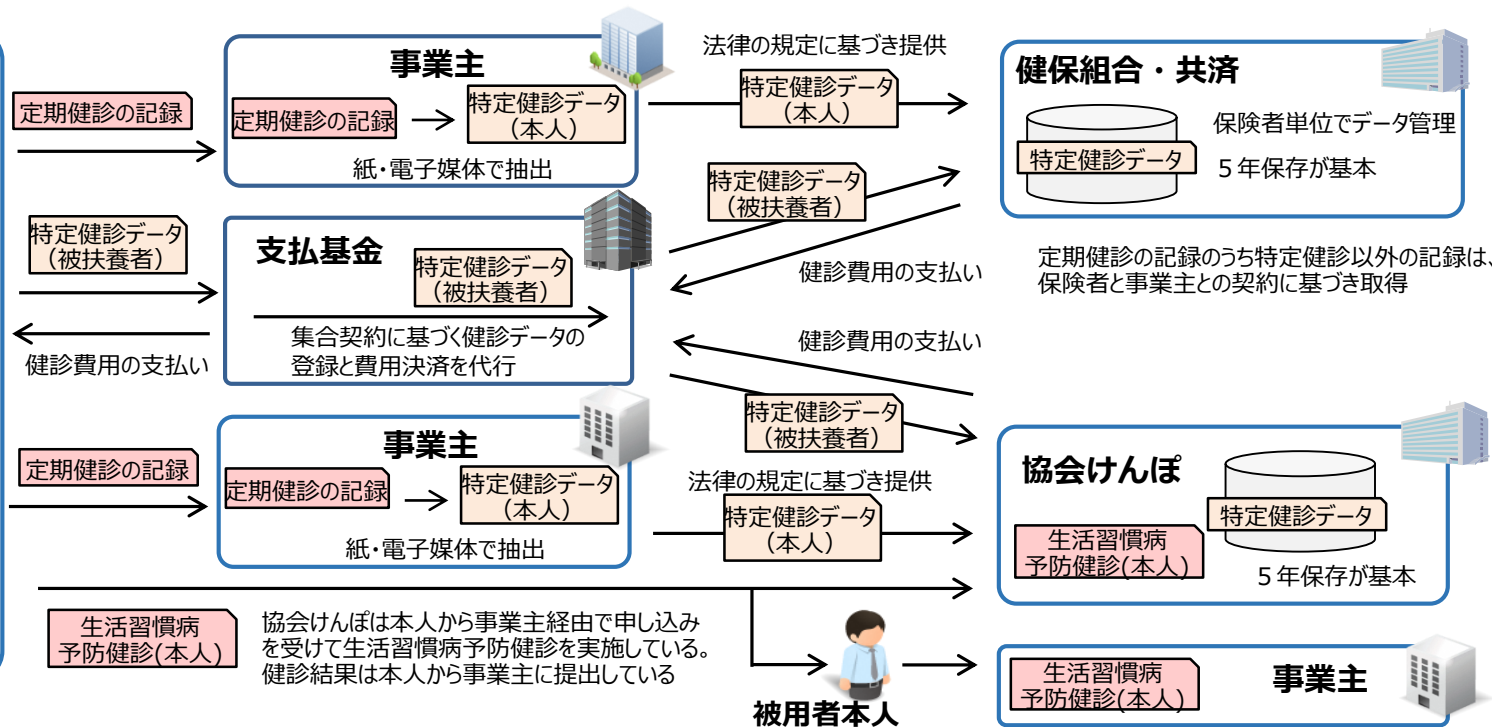 定期健診の記録
事業主
定期健診の記録
特定健診データ
(本人)
紙・電子媒体で抽出
法律の規定に基づき提供
特定健診データ
(本人)
健保組合・共済
特定健診データ
保険者単位でデータ管理
5年保存が基本
特定健診データ
(被扶養者)
支払基金
特定健診データ
(被扶養者)
集合契約に基づく健診データの
登録と費用決済を代行
健診費用の支払い
特定健診データ
(被扶養者)
健診費用の支払い
定期健診の記録のうち特定健診以外の記録は、
保険者と事業主との契約に基づき取得
健診費用の支払い
特定健診データ
(被扶養者)
定期健診の記録
事業主
定期健診の記録
特定健診データ
(本人)
紙・電子媒体で抽出
法律の規定に基づき提供
特定健診データ
(本人)
協会けんぽ
生活習慣病
予防健診(本人)
特定健診データ
5年保存が基本
生活習慣病
予防健診(本人)
協会けんぽは本人から事業主経由で申し込み
を受けて生活習慣病予防健診を実施している。
健診結果は本人から事業主に提出している
被用者本人
生活習慣病
予防健診(本人)
事業主